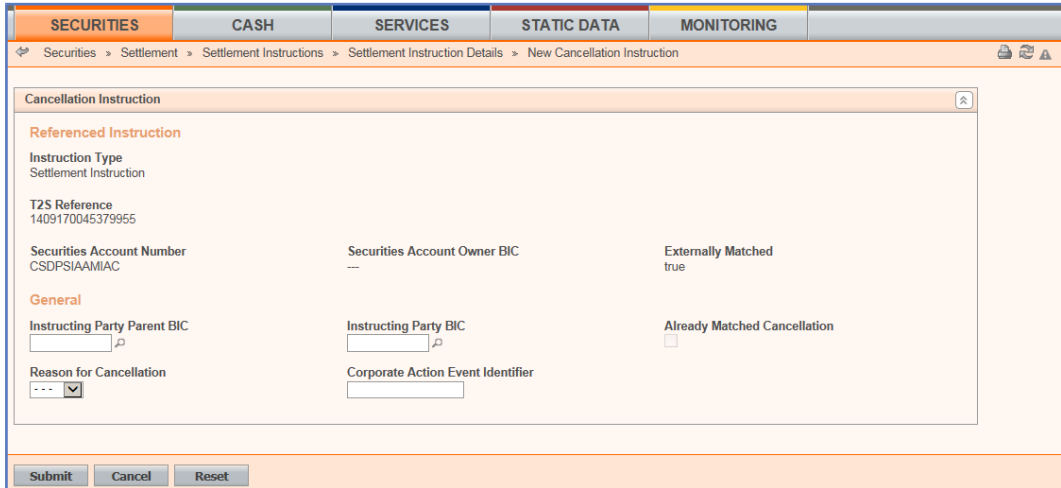 SECURITIES CASH SERVICES STATIC DATA MONITORING
Securities » Settlement » Settlement Instructions » Settlement Instruction Details » New Cancellation Instruction
Cancellation Instruction
Referenced Instruction
Instruction Type
Settlement Instruction
T2S Reference
1409170045379955
Securities Account Number Securities Account Owner BIC Externally Matched
CSDPSIAAMIAC --- true
General
Instructing Party Parent BIC Instructing Party BIC Already Matched Cancellation
Reason for Cancellation Corporate Action Event Identifier
- - -
Submit Cancel Reset